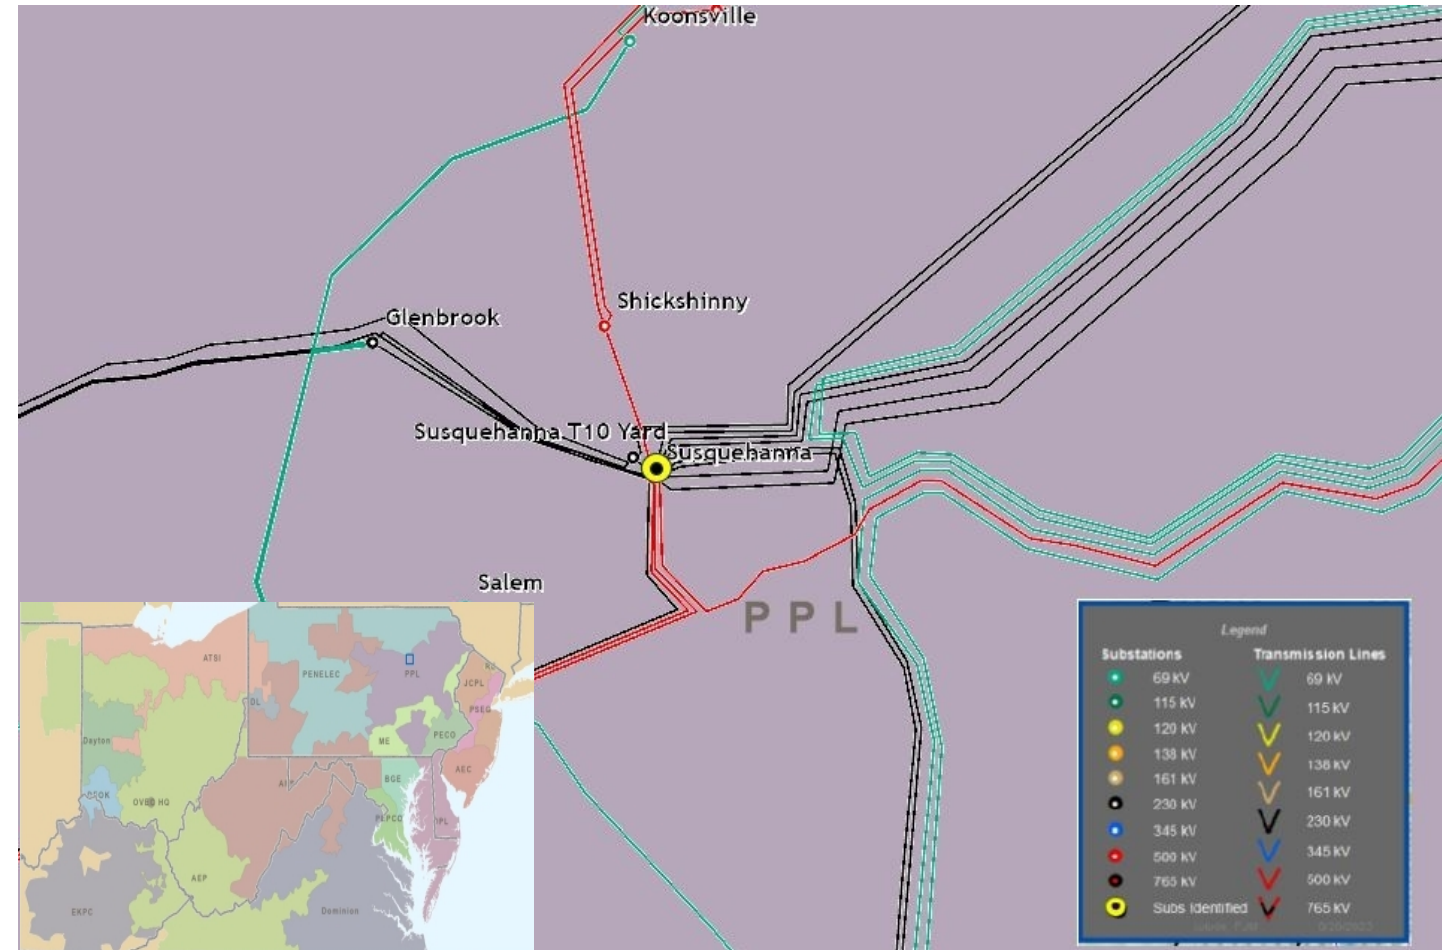 Koonsville
Shickshinny
Glenbrook
Susquehanna T10 Yard
Susquehanna
Salem
PPL
ATSI
PENELEC
PPL
JCPL
PSEG
DL
Dayton
ME
PECO
AEC
BGE
OVEC HQ
PEPCO
DPL
AEP
EKPC
Dominion
Legend
Substations
Transmission Lines
69 kV
69 kV
115 kV
115 kV
120 kV
120 kV
138 kV
138 kV
161 kV
161 kV
230 kV
230 kV
345 kV
345 kV
500 kV
500 kV
765 kV
Subs Identified
765 kV